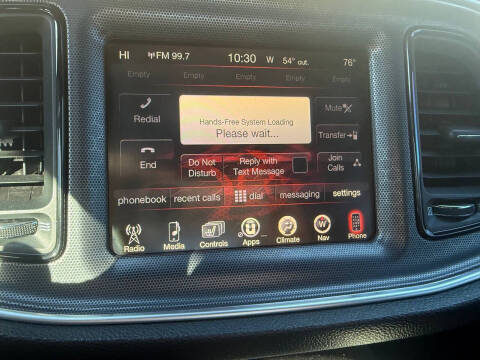 HI FM 99.7 10:30 W 54° out. 76°
Empty Empty Empty Empty Empty
Redial
Hands-Free System Loading
Please wait...
Mute
Transfer
End
Do Not
Disturb
Reply with
Text Message
Join
Calls
phonebook recent calls dial messaging settings
Radio Media Controls Apps Climate Nav Phone
W